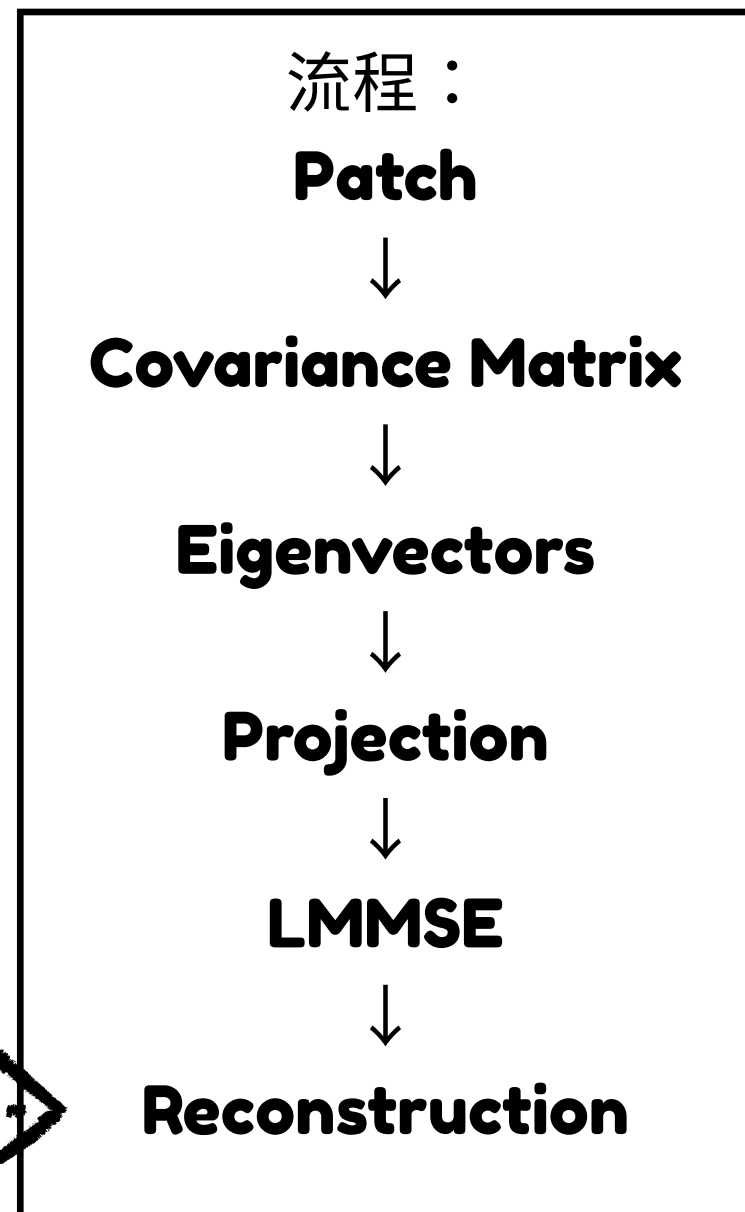 流程：
Patch
↓
Covariance Matrix
↓
Eigenvectors
↓
Projection
↓
LMMSE
↓
Reconstruction